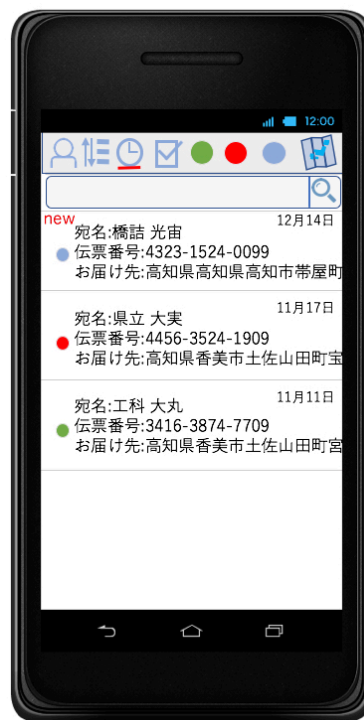 12:00
new
12月14日
宛名:橋詰 光宙
伝票番号:4323-1524-0099
お届け先:高知県高知県高知市帯屋町
11月17日
宛名:県立 大実
伝票番号:4456-3524-1909
お届け先:高知県香美市土佐山田町宝
11月11日
宛名:工科 大丸
伝票番号:3416-3874-7709
お届け先:高知県香美市土佐山田町宮